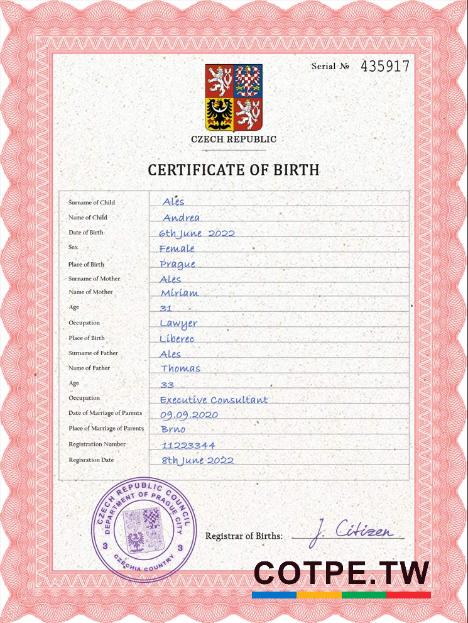 Serial № 435917
CZECH REPUBLIC
CERTIFICATE OF BIRTH
Surname of Child Ales
Name of Child Andrea
Date of Birth 6th June 2022
Sex Female
Place of Birth Prague
Surname of Mother Ales
Name of Mother Miriam
Age 31
Occupation Lawyer
Place of Birth Liberec
Surname of Father Ales
Name of Father Thomas
Age 33
Occupation Executive Consultant
Date of Marriage of Parents 09.09.2020
Place of Marriage of Parents Brno
Registration Number 11223344
Regisration Date 8th June 2022
CZECH REPUBLIC COUNCIL
DEPARTMENT OF PRAGUE CITY
3 3
CZECHIA COUNTRY
Registrar of Births: J. Citizen
COTPE.TW